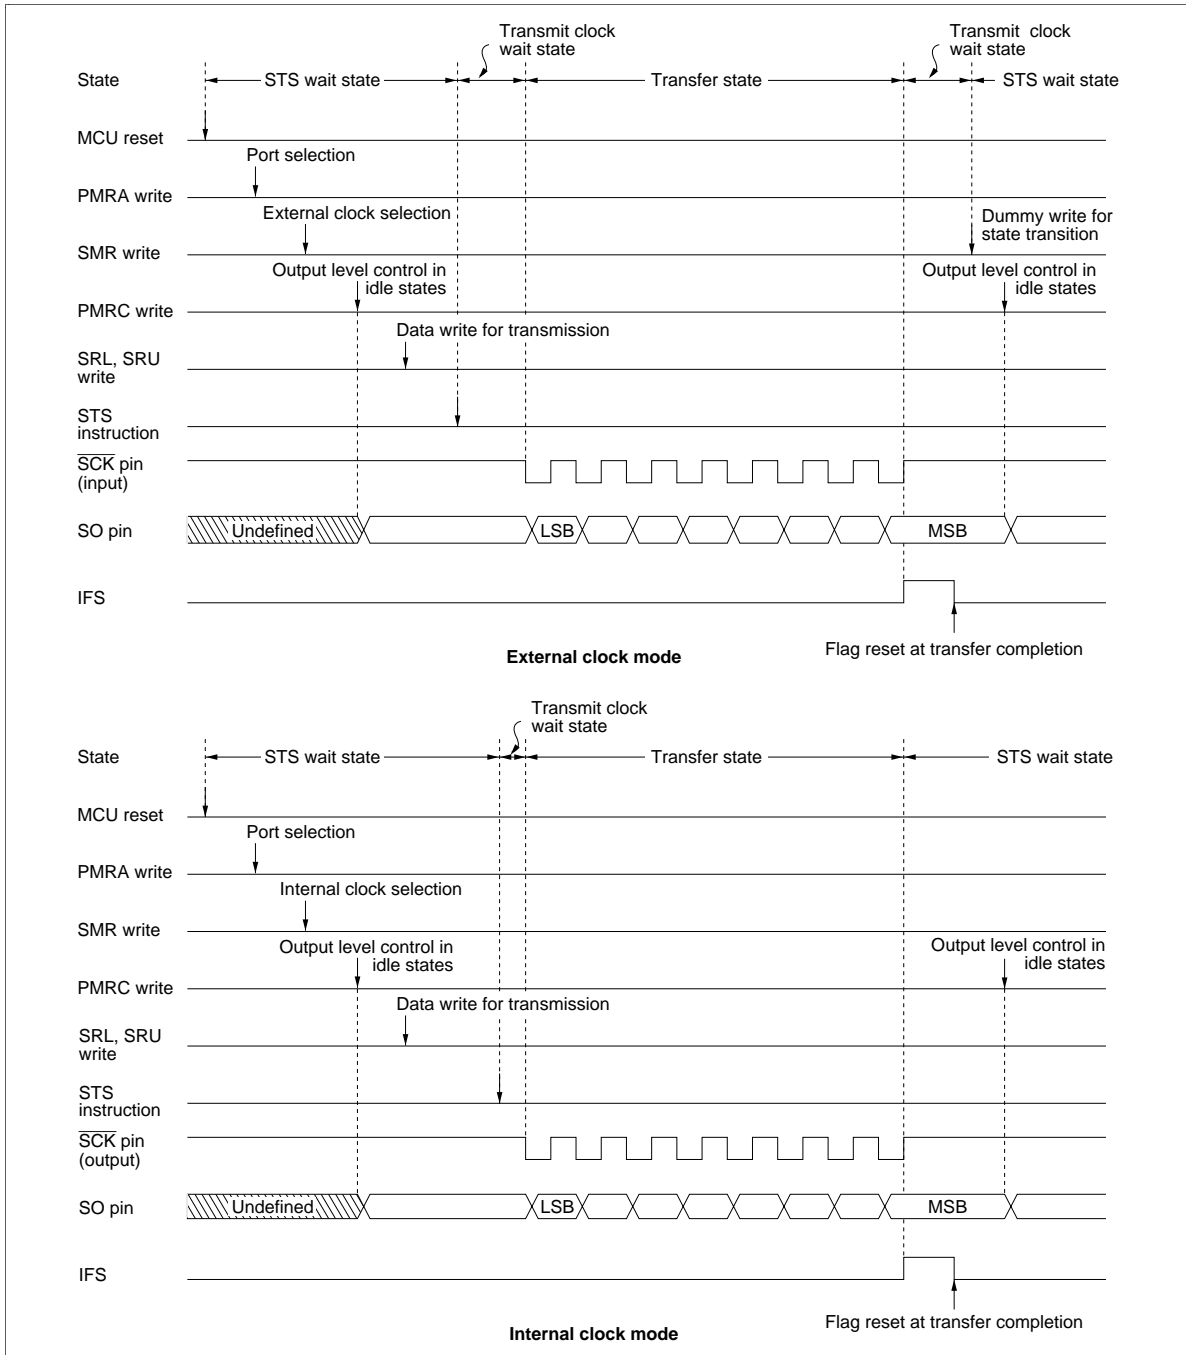 Transmit clock
wait state
Transmit clock
wait state
State
STS wait state
Transfer state
STS wait state
MCU reset
Port selection
PMRA write
External clock selection
Dummy write for
state transition
SMR write
Output level control in
idle states
Output level control in
idle states
PMRC write
Data write for transmission
SRL, SRU
write
STS
instruction
SCK pin
(input)
SO pin
Undefined
LSB
MSB
IFS
Flag reset at transfer completion
External clock mode
Transmit clock
wait state
State
STS wait state
Transfer state
STS wait state
MCU reset
Port selection
PMRA write
Internal clock selection
SMR write
Output level control in
idle states
Output level control in
idle states
PMRC write
Data write for transmission
SRL, SRU
write
STS
instruction
SCK pin
(output)
SO pin
Undefined
LSB
MSB
IFS
Flag reset at transfer completion
Internal clock mode